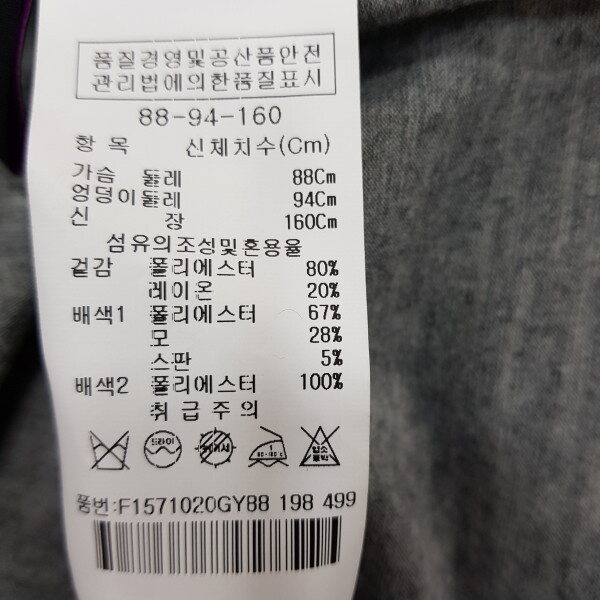 품질경영및공산품안전
관리법에의한품질표시
88-94-160
항 목 신체치수(Cm)
가슴 둘레 88Cm
엉덩이둘레 94Cm
신 장 160Cm
섬유의조성및혼용율
겉감 폴리에스터 80%
레이온 20%
배색1 폴리에스터 67%
모 28%
스판 5%
배색2 폴리에스터 100%
취급주의
드라이
품번:F1571020GY88 198 499